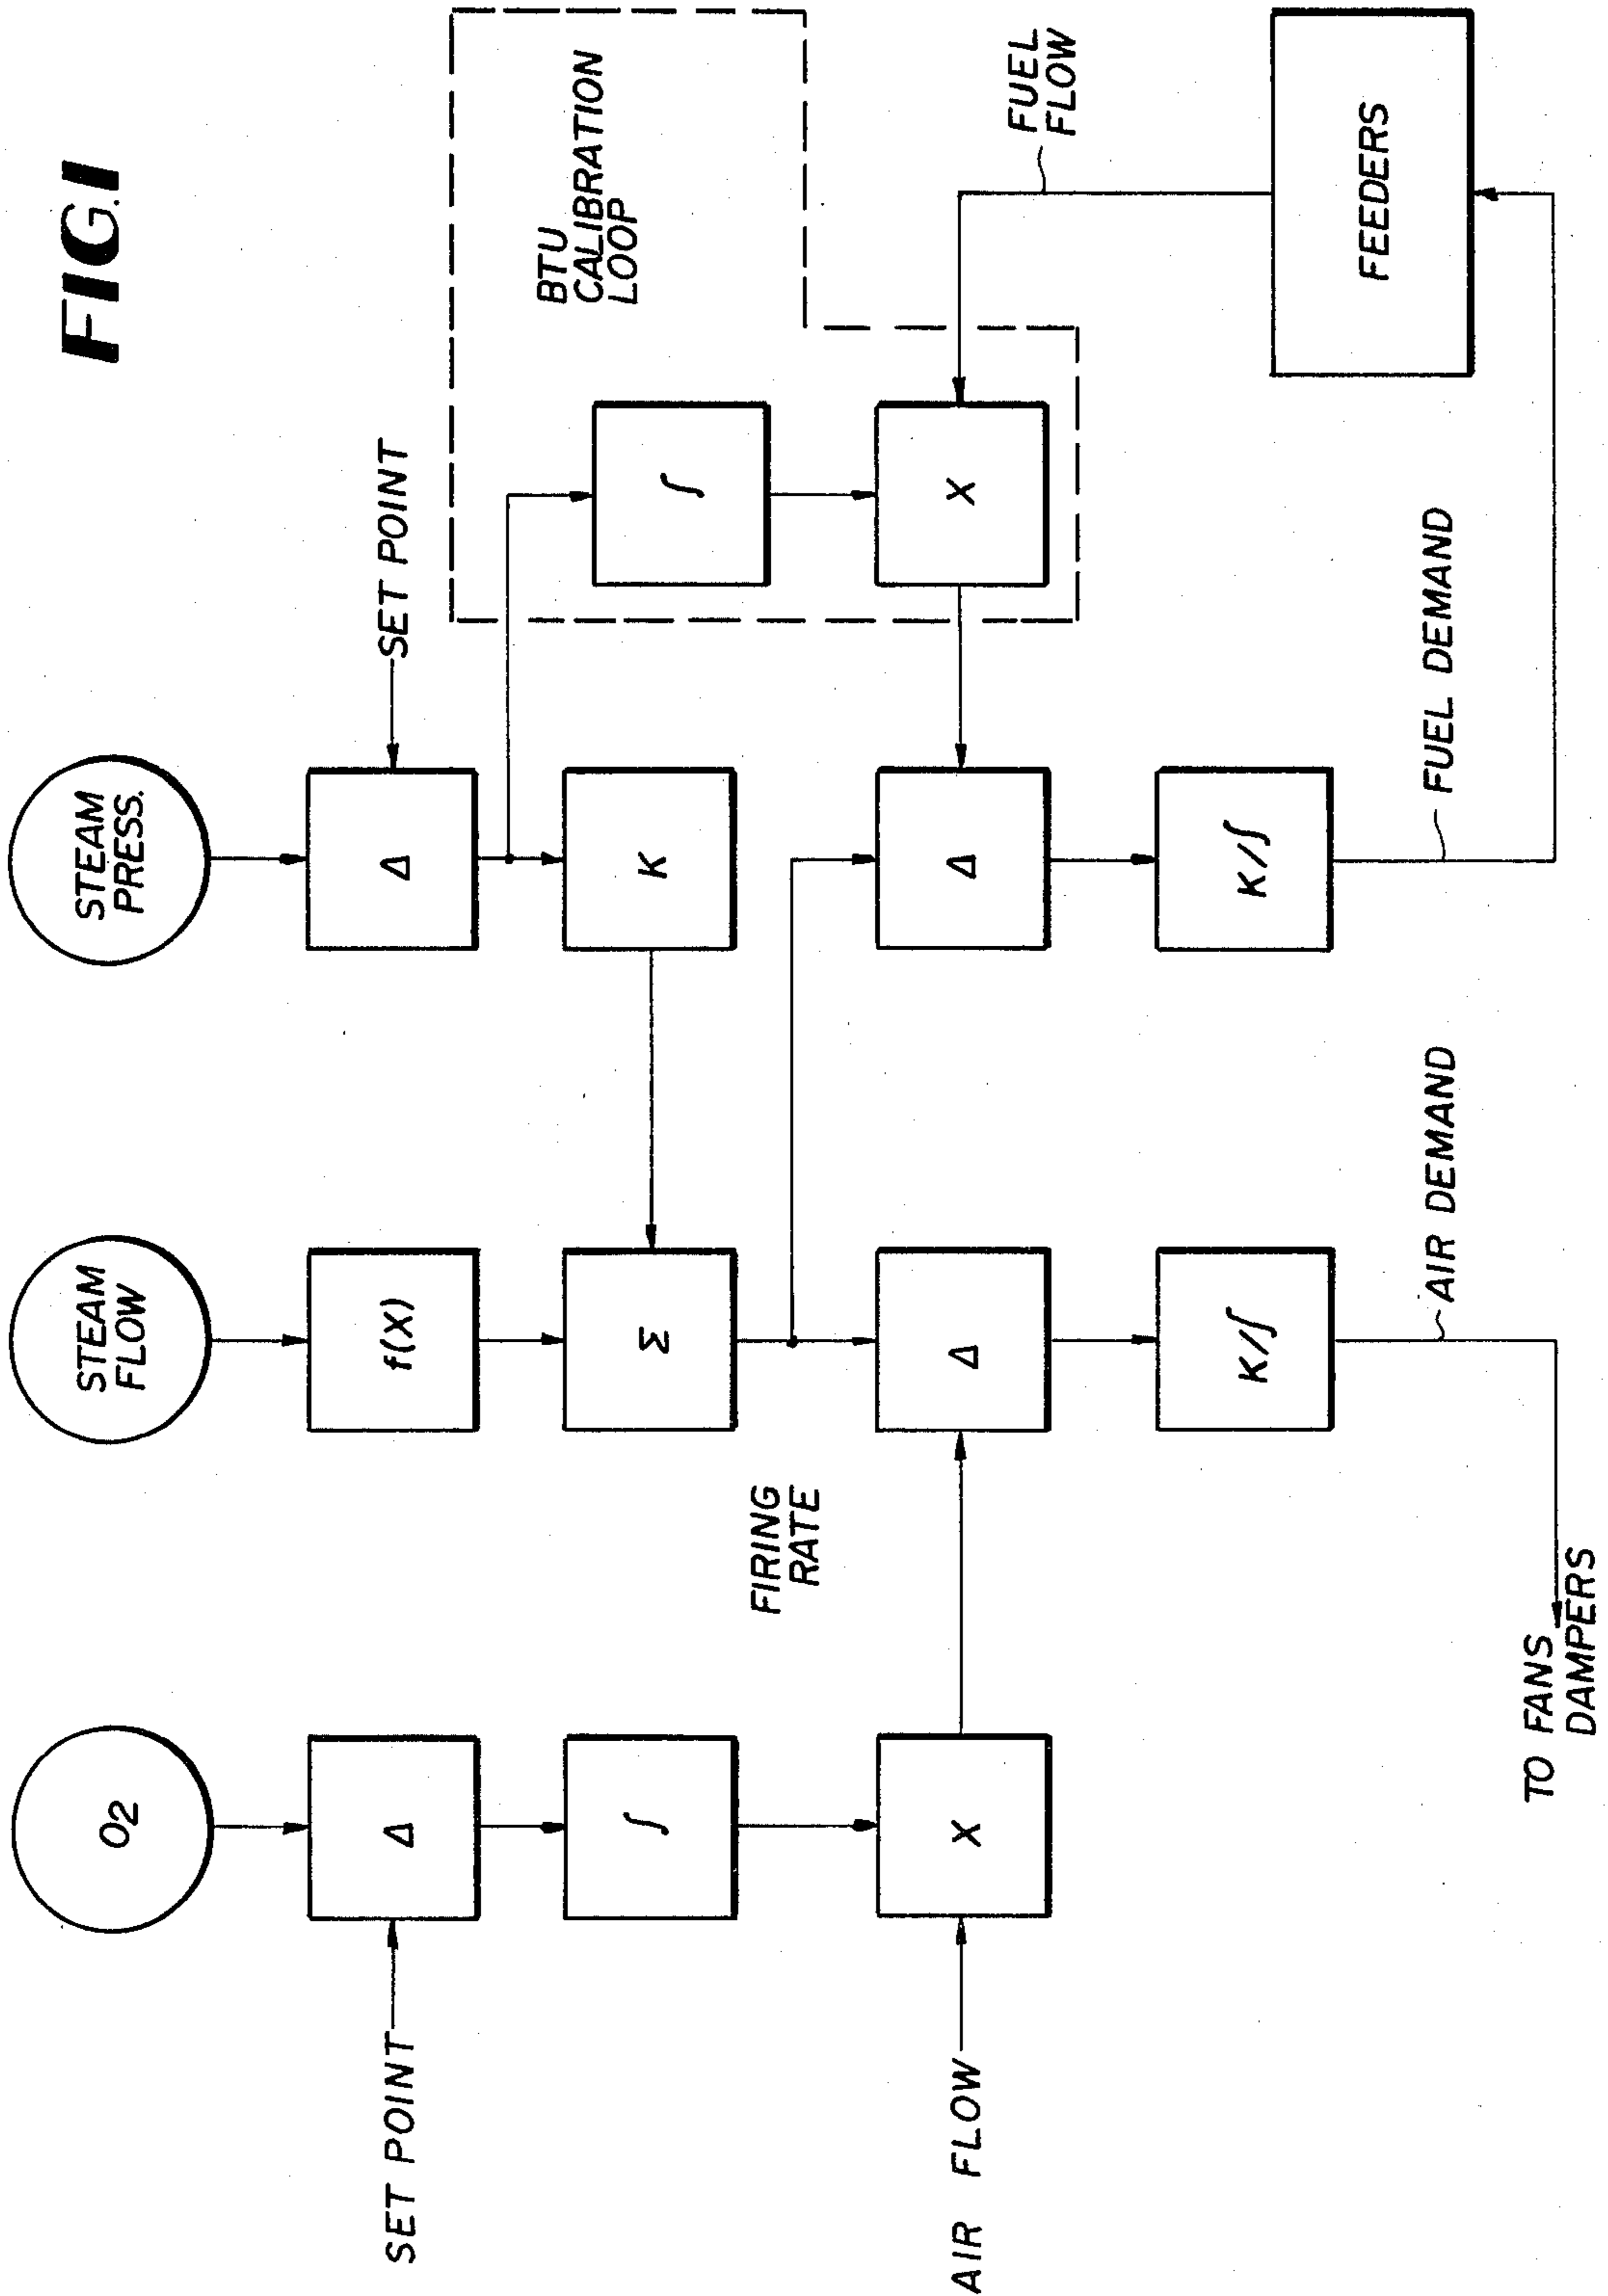 FIG.1
O2
STEAM
FLOW
STEAM
PRESS.
SET POINT
Δ
f(X)
Δ
SET POINT
∫
Σ
K
∫
BTU
CALIBRATION
LOOP
FIRING
RATE
AIR FLOW
X
Δ
Δ
X
FUEL
FLOW
K/∫
K/∫
FEEDERS
AIR DEMAND
FUEL DEMAND
TO FANS
DAMPERS